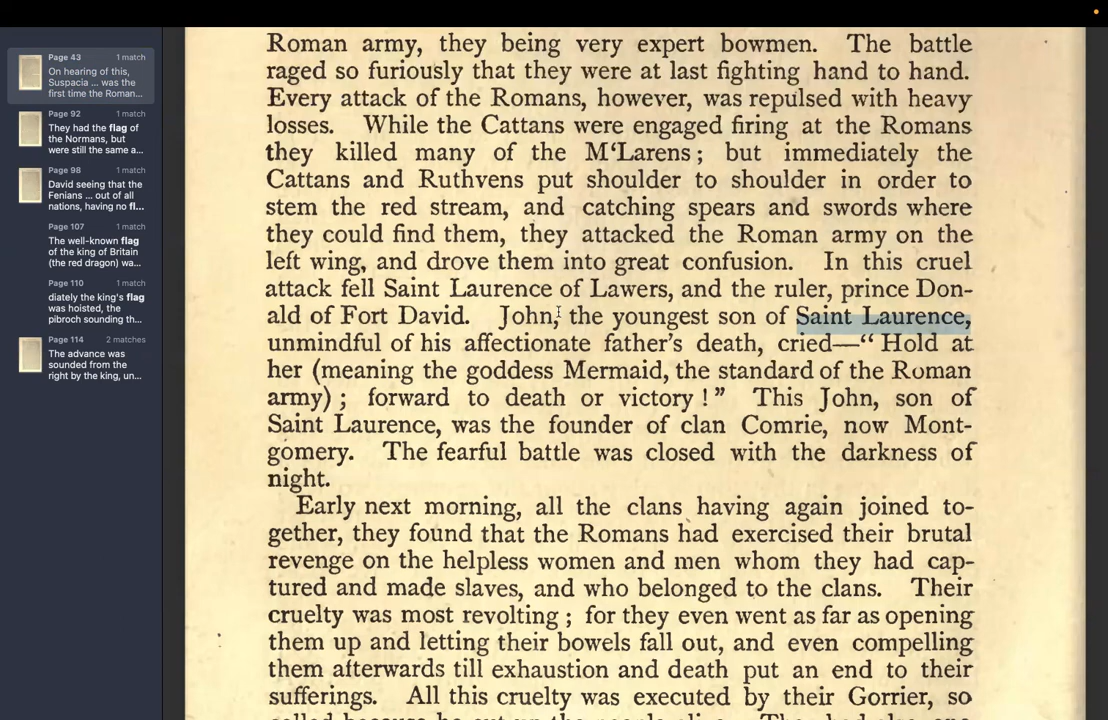 Page 43 1 match
On hearing of this,
Suspacia ... was the
first time the Roman...
Page 92 1 match
They had the flag of
the Normans, but
were still the same a...
Page 98 1 match
David seeing that the
Fenians ... out of all
nations, having no fl...
Page 107 1 match
The well-known flag
of the king of Britain
(the red dragon) wa...
Page 110 1 match
diately the king's flag
was hoisted, the
pibroch sounding th...
Page 114 2 matches
The advance was
sounded from the
right by the king, un...
Roman army, they being very expert bowmen. The battle
raged so furiously that they were at last fighting hand to hand.
Every attack of the Romans, however, was repulsed with heavy
losses. While the Cattans were engaged firing at the Romans
they killed many of the M‘Larens; but immediately the
Cattans and Ruthvens put shoulder to shoulder in order to
stem the red stream, and catching spears and swords where
they could find them, they attacked the Roman army on the
left wing, and drove them into great confusion. In this cruel
attack fell Saint Laurence of Lawers, and the ruler, prince Don-
ald of Fort David. John, the youngest son of Saint Laurence,
unmindful of his affectionate father's death, cried—“ Hold at
her (meaning the goddess Mermaid, the standard of the Roman
army) ; forward to death or victory ! ” This John, son of
Saint Laurence, was the founder of clan Comrie, now Mont-
gomery. The fearful battle was closed with the darkness of
night.
Early next morning, all the clans having again joined to-
gether, they found that the Romans had exercised their brutal
revenge on the helpless women and men whom they had cap-
tured and made slaves, and who belonged to the clans. Their
cruelty was most revolting ; for they even went as far as opening
them up and letting their bowels fall out, and even compelling
them afterwards till exhaustion and death put an end to their
sufferings. All this cruelty was executed by their Gorrier, so